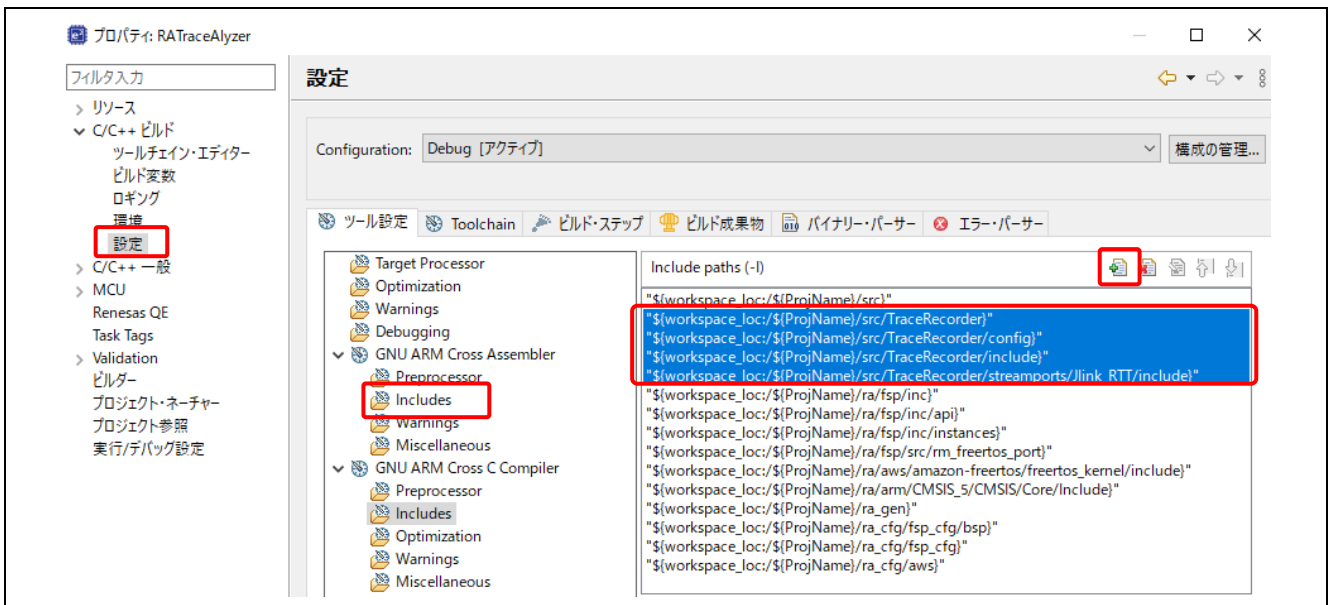 プロパティ: RATraceAlyzer
フィルタ入力
リソース
C/C++ ビルド
ツールチェイン・エディター
ビルド変数
ロギング
環境
設定
C/C++ 一般
MCU
Renesas QE
Task Tags
Validation
ビルダー
プロジェクト・ネーチャー
プロジェクト参照
実行/デバッグ設定
設定
Configuration: Debug [アクティブ] 構成の管理...
ツール設定 Toolchain ビルド・ステップ ビルド成果物 バイナリー・パーサー エラー・パーサー
Target Processor
Optimization
Warnings
Debugging
GNU ARM Cross Assembler
Preprocessor
Includes
Warnings
Miscellaneous
GNU ARM Cross C Compiler
Preprocessor
Includes
Optimization
Warnings
Miscellaneous
Include paths (-I)
"${workspace_loc:/${ProjName}/src}"
"${workspace_loc:/${ProjName}/src/TraceRecorder}"
"${workspace_loc:/${ProjName}/src/TraceRecorder/config}"
"${workspace_loc:/${ProjName}/src/TraceRecorder/include}"
"${workspace_loc:/${ProjName}/src/TraceRecorder/streamports/Jlink_RTT/include}"
"${workspace_loc:/${ProjName}/ra/fsp/inc}"
"${workspace_loc:/${ProjName}/ra/fsp/inc/api}"
"${workspace_loc:/${ProjName}/ra/fsp/inc/instances}"
"${workspace_loc:/${ProjName}/ra/fsp/src/rm_freertos_port}"
"${workspace_loc:/${ProjName}/ra/aws/amazon-freertos/freertos_kernel/include}"
"${workspace_loc:/${ProjName}/ra/arm/CMSIS_5/CMSIS/Core/Include}"
"${workspace_loc:/${ProjName}/ra_gen}"
"${workspace_loc:/${ProjName}/ra_cfg/fsp_cfg/bsp}"
"${workspace_loc:/${ProjName}/ra_cfg/fsp_cfg}"
"${workspace_loc:/${ProjName}/ra_cfg/aws}"